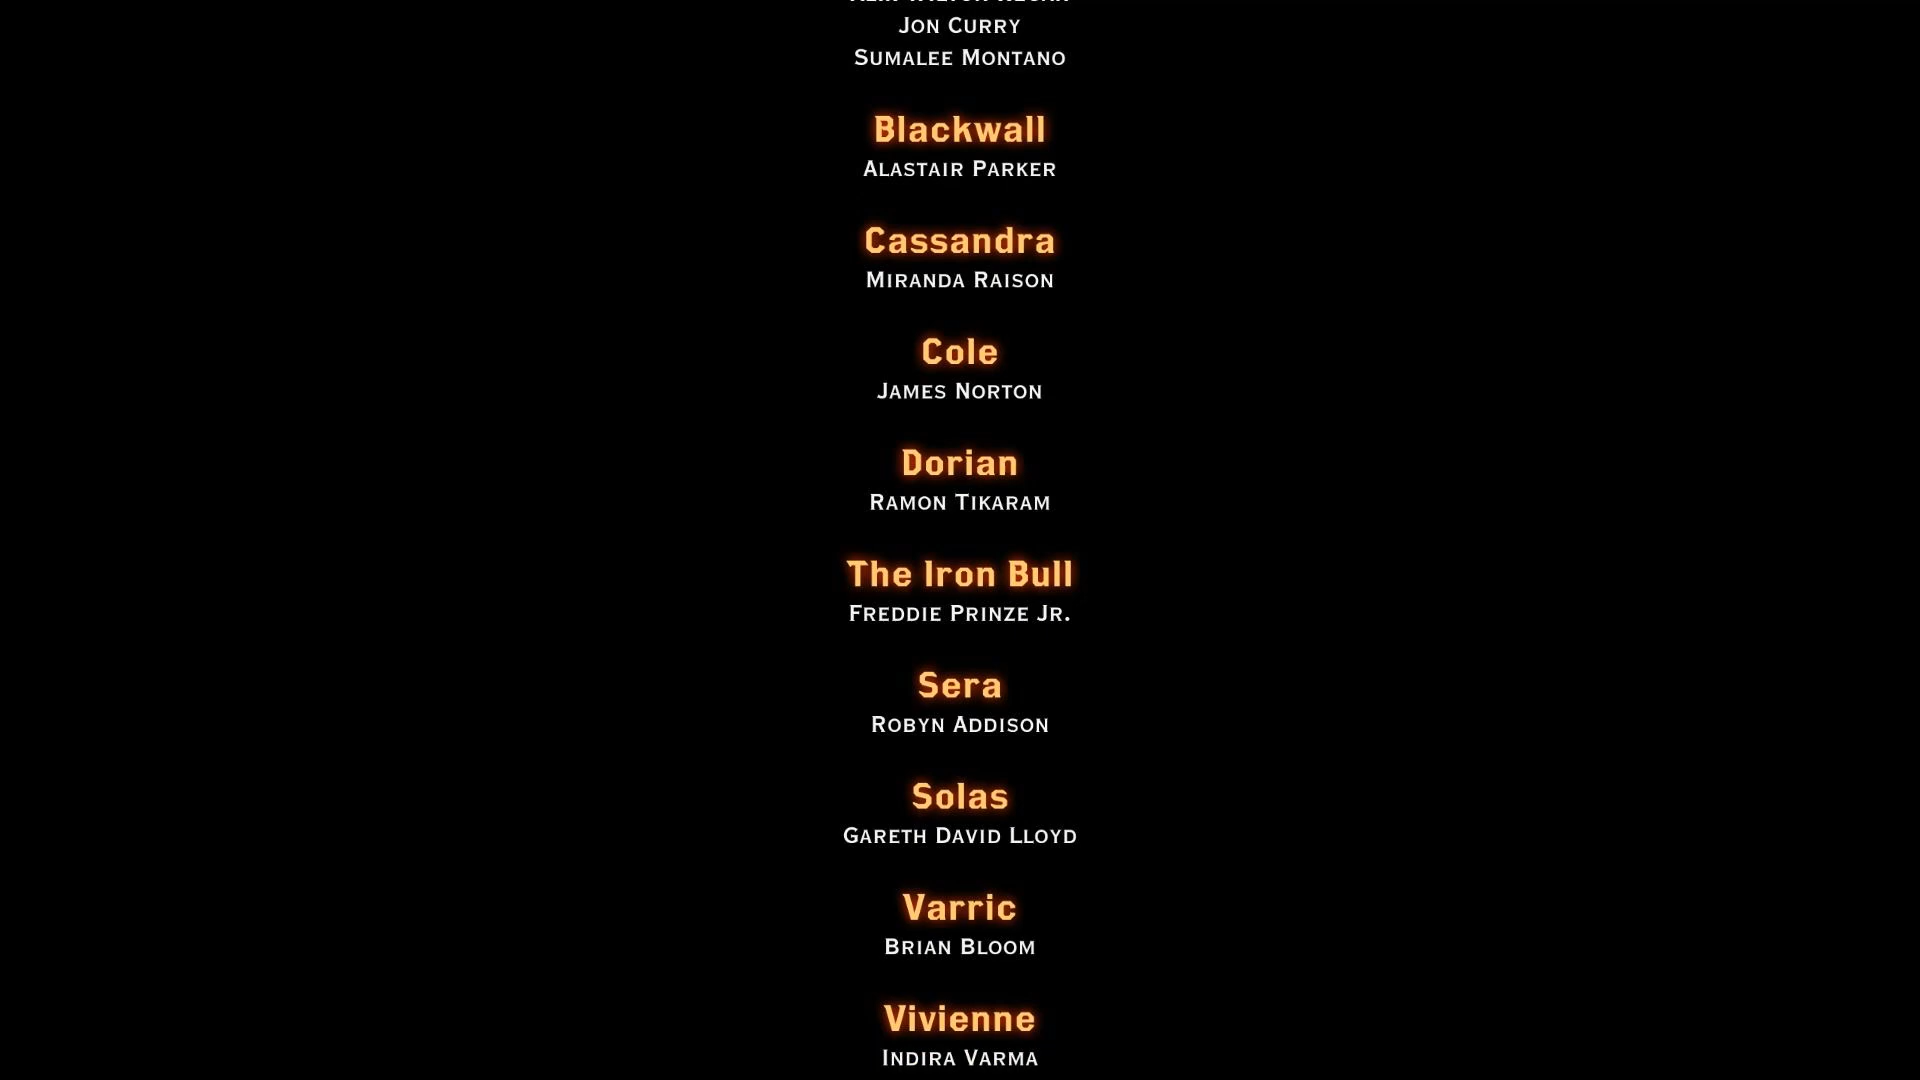 Jon Curry
Sumalee Montano
Blackwall
Alastair Parker
Cassandra
Miranda Raison
Cole
James Norton
Dorian
Ramon Tikaram
The Iron Bull
Freddie Prinze Jr.
Sera
Robyn Addison
Solas
Gareth David Lloyd
Varric
Brian Bloom
Vivienne
Indira Varma